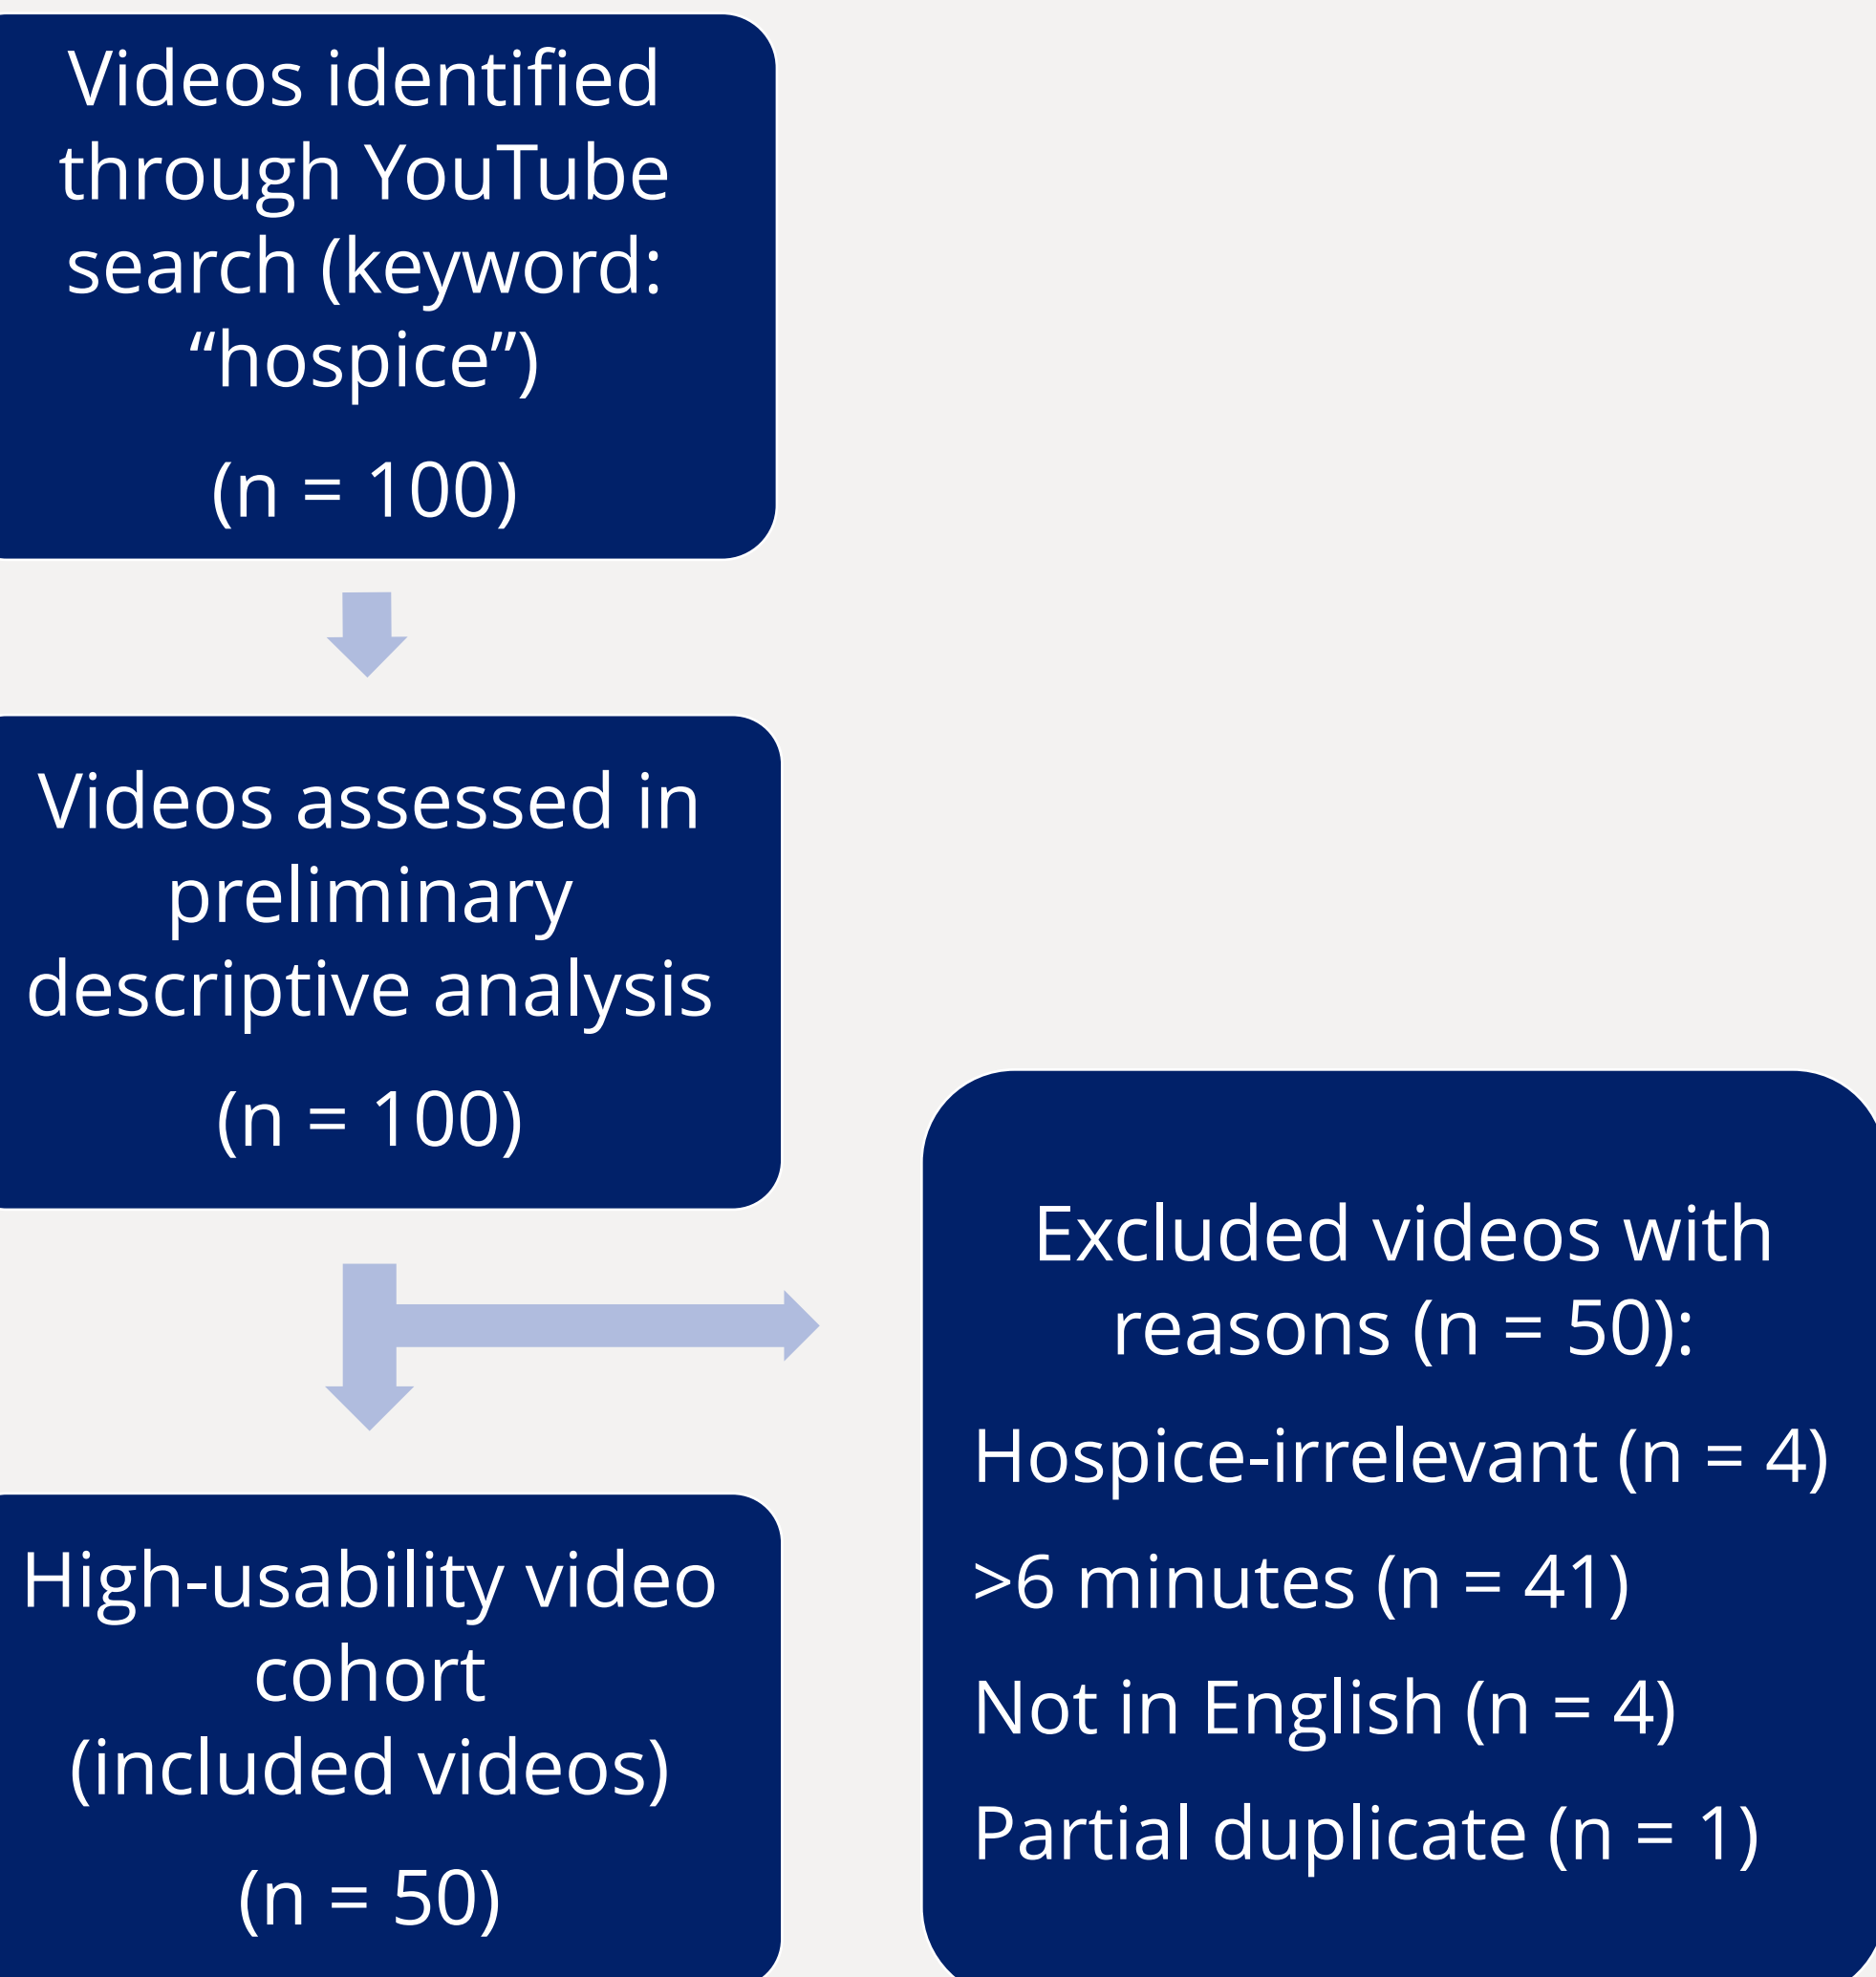 Videos identified
through YouTube
search (keyword:
“hospice”)
(n = 100)
Videos assessed in
preliminary
descriptive analysis
(n = 100)
Excluded videos with
reasons (n = 50):
Hospice-irrelevant (n = 4)
>6 minutes (n = 41)
Not in English (n = 4)
Partial duplicate (n = 1)
High-usability video
cohort
(included videos)
(n = 50)